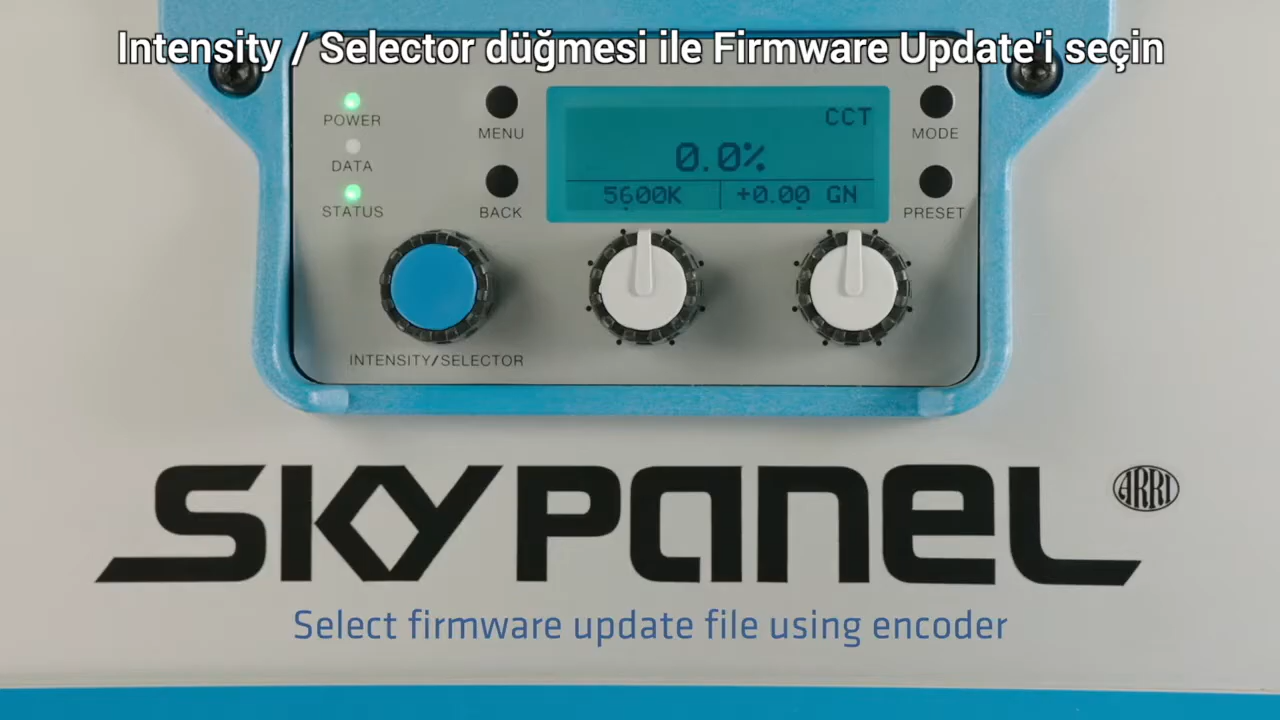 Intensity / Selector düğmesi ile Firmware Update'i seçin
POWER
DATA
STATUS
MENU
BACK
CCT
0.0%
5600K
+0.00 GN
MODE
PRESET
INTENSITY/SELECTOR
SKYPANEL
ARRI
Select firmware update file using encoder